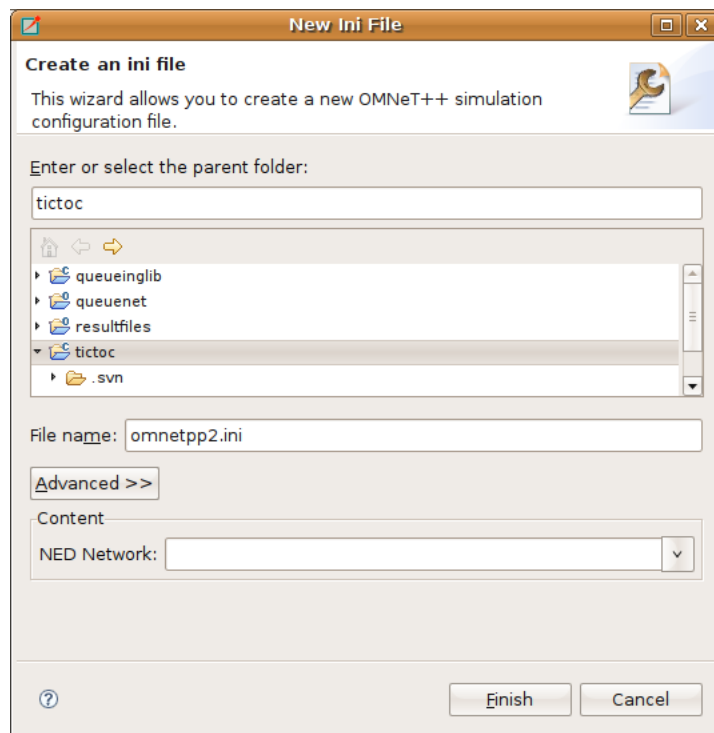 New Ini File
Create an ini file
This wizard allows you to create a new OMNeT++ simulation
configuration file.
Enter or select the parent folder:
tictoc
queueinglib
queuenet
resultfiles
tictoc
.svn
File name: omnetpp2.ini
Advanced >>
Content
NED Network:
Finish Cancel